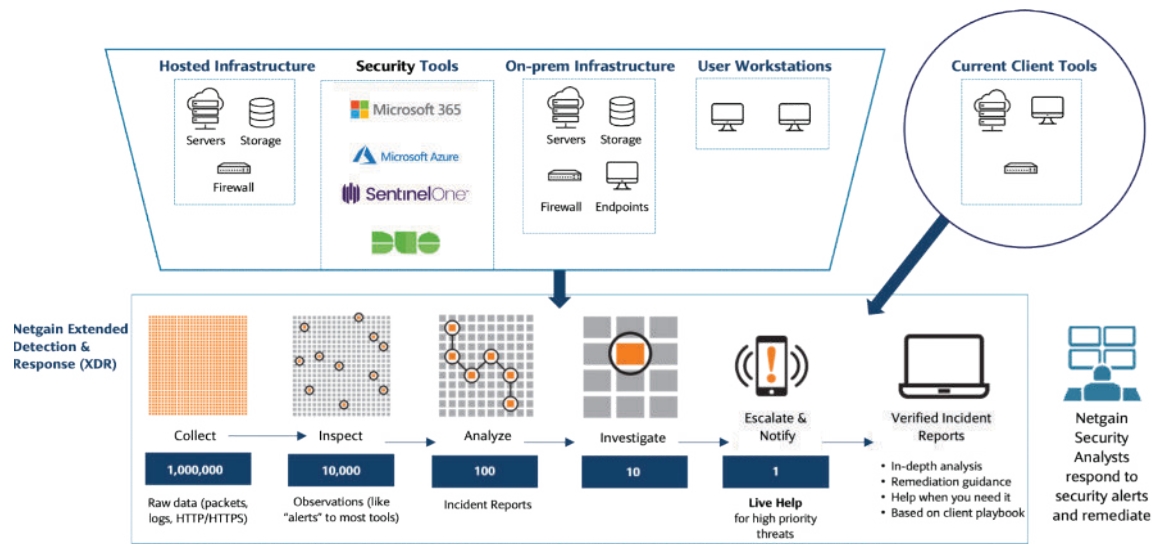 Hosted Infrastructure
Servers
Storage
Firewall
Security Tools
Microsoft 365
Microsoft Azure
SentinelOne
DUO
On-prem Infrastructure
Servers
Storage
Firewall
Endpoints
User Workstations
Current Client Tools
Netgain Extended
Detection &
Response (XDR)
Collect
1,000,000
Raw data (packets,
logs, HTTP/HTTPS)
Inspect
10,000
Observations (like
"alerts" to most tools)
Analyze
100
Incident Reports
Investigate
10
Escalate &
Notify
1
Live Help
for high priority
threats
Verified Incident
Reports
• In-depth analysis
• Remediation guidance
• Help when you need it
• Based on client playbook
Netgain
Security
Analysts
respond to
security alerts
and remediate